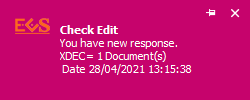 EGS
Check Edit
You have new response.
XDEC= 1 Document(s)
Date 28/04/2021 13:15:38